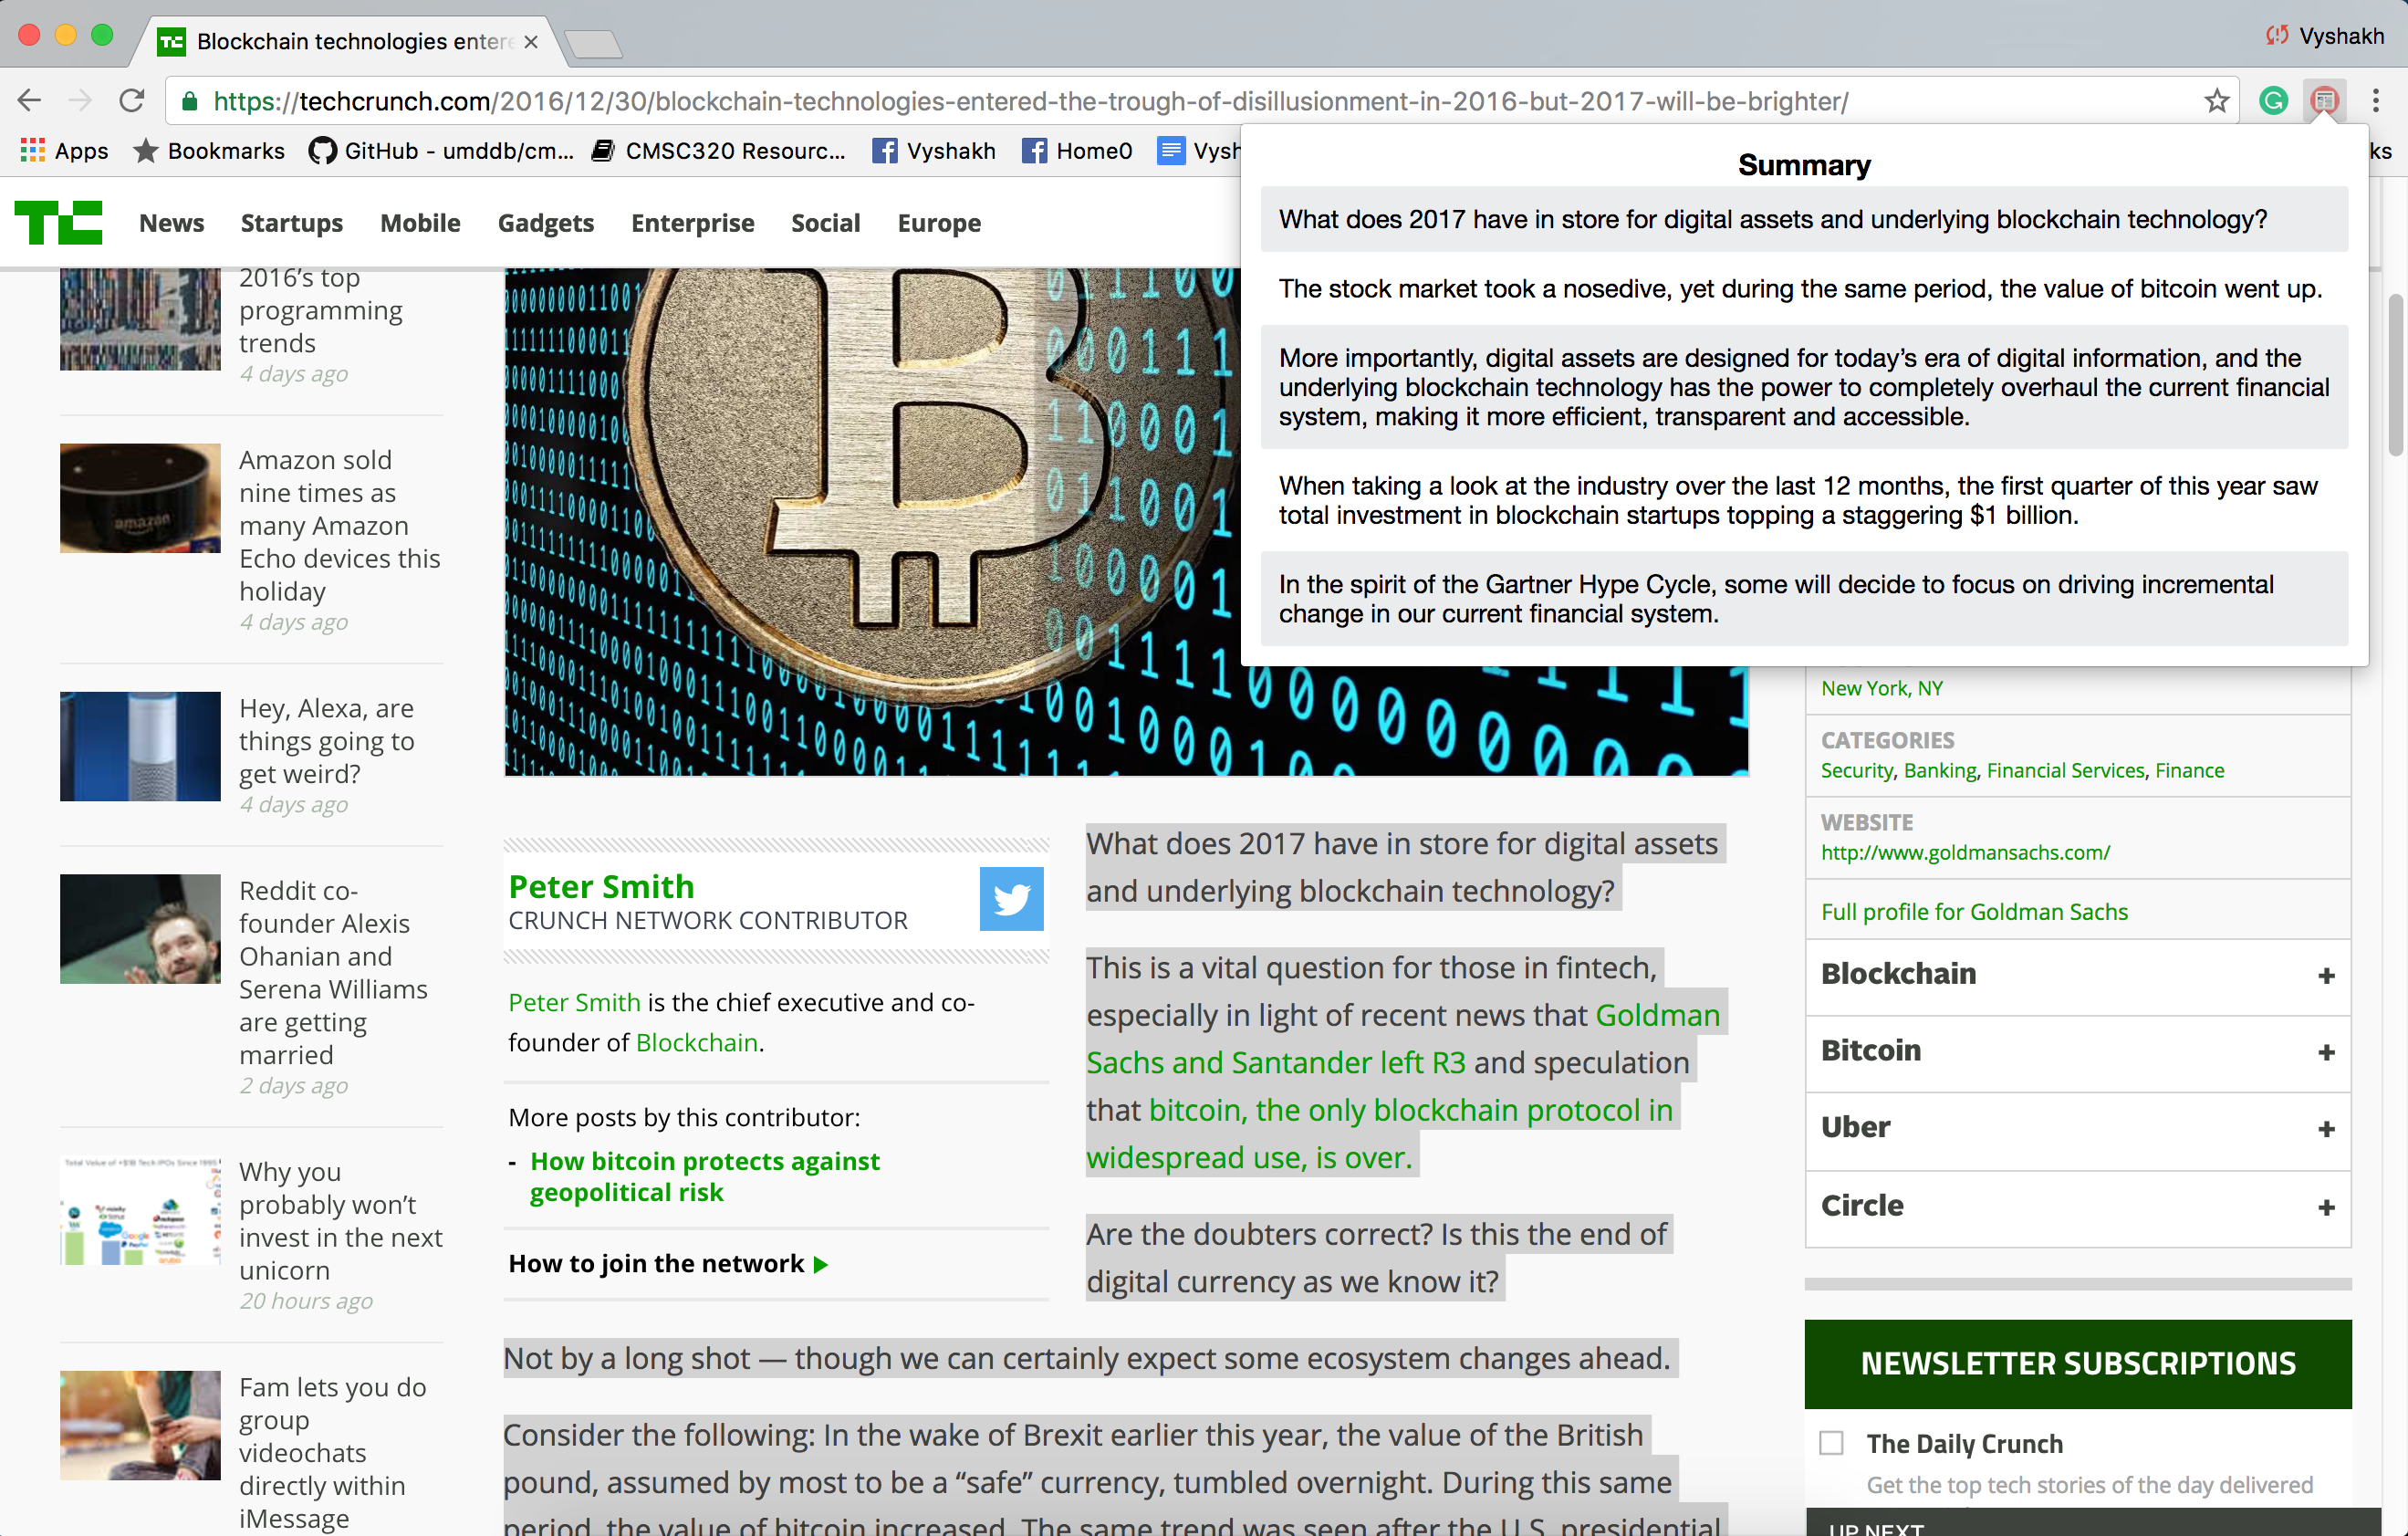 Blockchain technologies entere
Vyshakh
https://techcrunch.com/2016/12/30/blockchain-technologies-entered-the-trough-of-disillusionment-in-2016-but-2017-will-be-brighter/
Apps Bookmarks GitHub - umddb/cm... CMSC320 Resourc... Vyshakh Home0 Vysh ks
TC News Startups Mobile Gadgets Enterprise Social Europe
Summary
What does 2017 have in store for digital assets and underlying blockchain technology?
The stock market took a nosedive, yet during the same period, the value of bitcoin went up.
More importantly, digital assets are designed for today’s era of digital information, and the
underlying blockchain technology has the power to completely overhaul the current financial
system, making it more efficient, transparent and accessible.
When taking a look at the industry over the last 12 months, the first quarter of this year saw
total investment in blockchain startups topping a staggering $1 billion.
In the spirit of the Gartner Hype Cycle, some will decide to focus on driving incremental
change in our current financial system.
2016’s top
programming
trends
4 days ago
Amazon sold
nine times as
many Amazon
Echo devices this
holiday
4 days ago
amazon
Hey, Alexa, are
things going to
get weird?
4 days ago
Reddit co-
founder Alexis
Ohanian and
Serena Williams
are getting
married
2 days ago
Total Value of +$1B Tech IPOs Since 1995
Google
Why you
probably won’t
invest in the next
unicorn
20 hours ago
Fam lets you do
group
videochats
directly within
iMessage
Peter Smith
CRUNCH NETWORK CONTRIBUTOR
Peter Smith is the chief executive and co-
founder of Blockchain.
More posts by this contributor:
- How bitcoin protects against
geopolitical risk
How to join the network
What does 2017 have in store for digital assets
and underlying blockchain technology?
This is a vital question for those in fintech,
especially in light of recent news that Goldman
Sachs and Santander left R3 and speculation
that bitcoin, the only blockchain protocol in
widespread use, is over.
Are the doubters correct? Is this the end of
digital currency as we know it?
Not by a long shot — though we can certainly expect some ecosystem changes ahead.
Consider the following: In the wake of Brexit earlier this year, the value of the British
pound, assumed by most to be a “safe” currency, tumbled overnight. During this same
period, the value of bitcoin increased. The same trend was seen after the U.S. presidential
New York, NY
CATEGORIES
Security, Banking, Financial Services, Finance
WEBSITE
http://www.goldmansachs.com/
Full profile for Goldman Sachs
Blockchain +
Bitcoin +
Uber +
Circle +
NEWSLETTER SUBSCRIPTIONS
The Daily Crunch
Get the top tech stories of the day delivered
UP NEXT